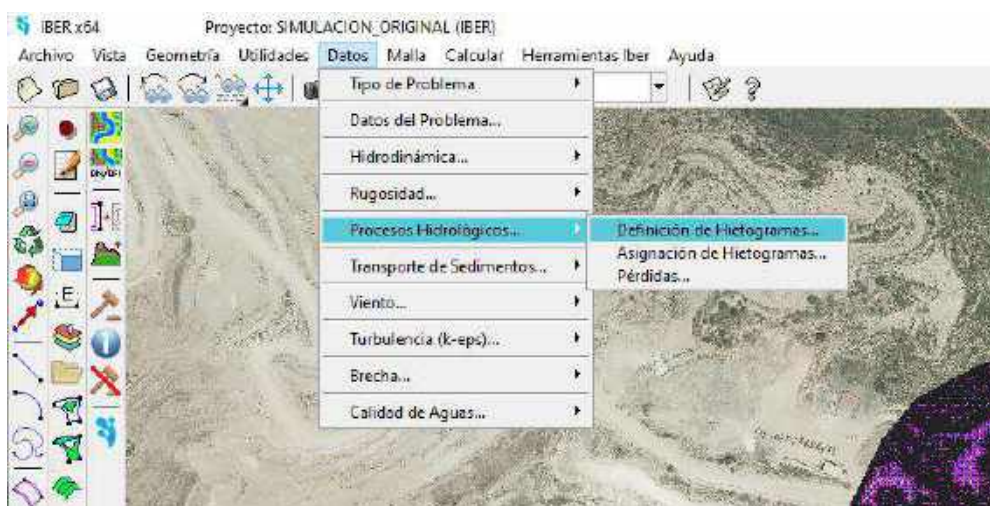 IBER x64 Proyecto: SIMULACION_ORIGINAL (IBER)
Archivo Vista Geometría Utilidades Datos Malla Calcular Herramientas Iber Ayuda
Tipo de Problema
Datos del Problema...
Hidrodinámica...
Rugosidad...
Procesos Hidrológicos...
Definición de Hietogramas...
Asignación de Hietogramas...
Pérdidas...
Transporte de Sedimentos...
Viento...
Turbulencia (k-eps)...
Brecha...
Calidad de Aguas...